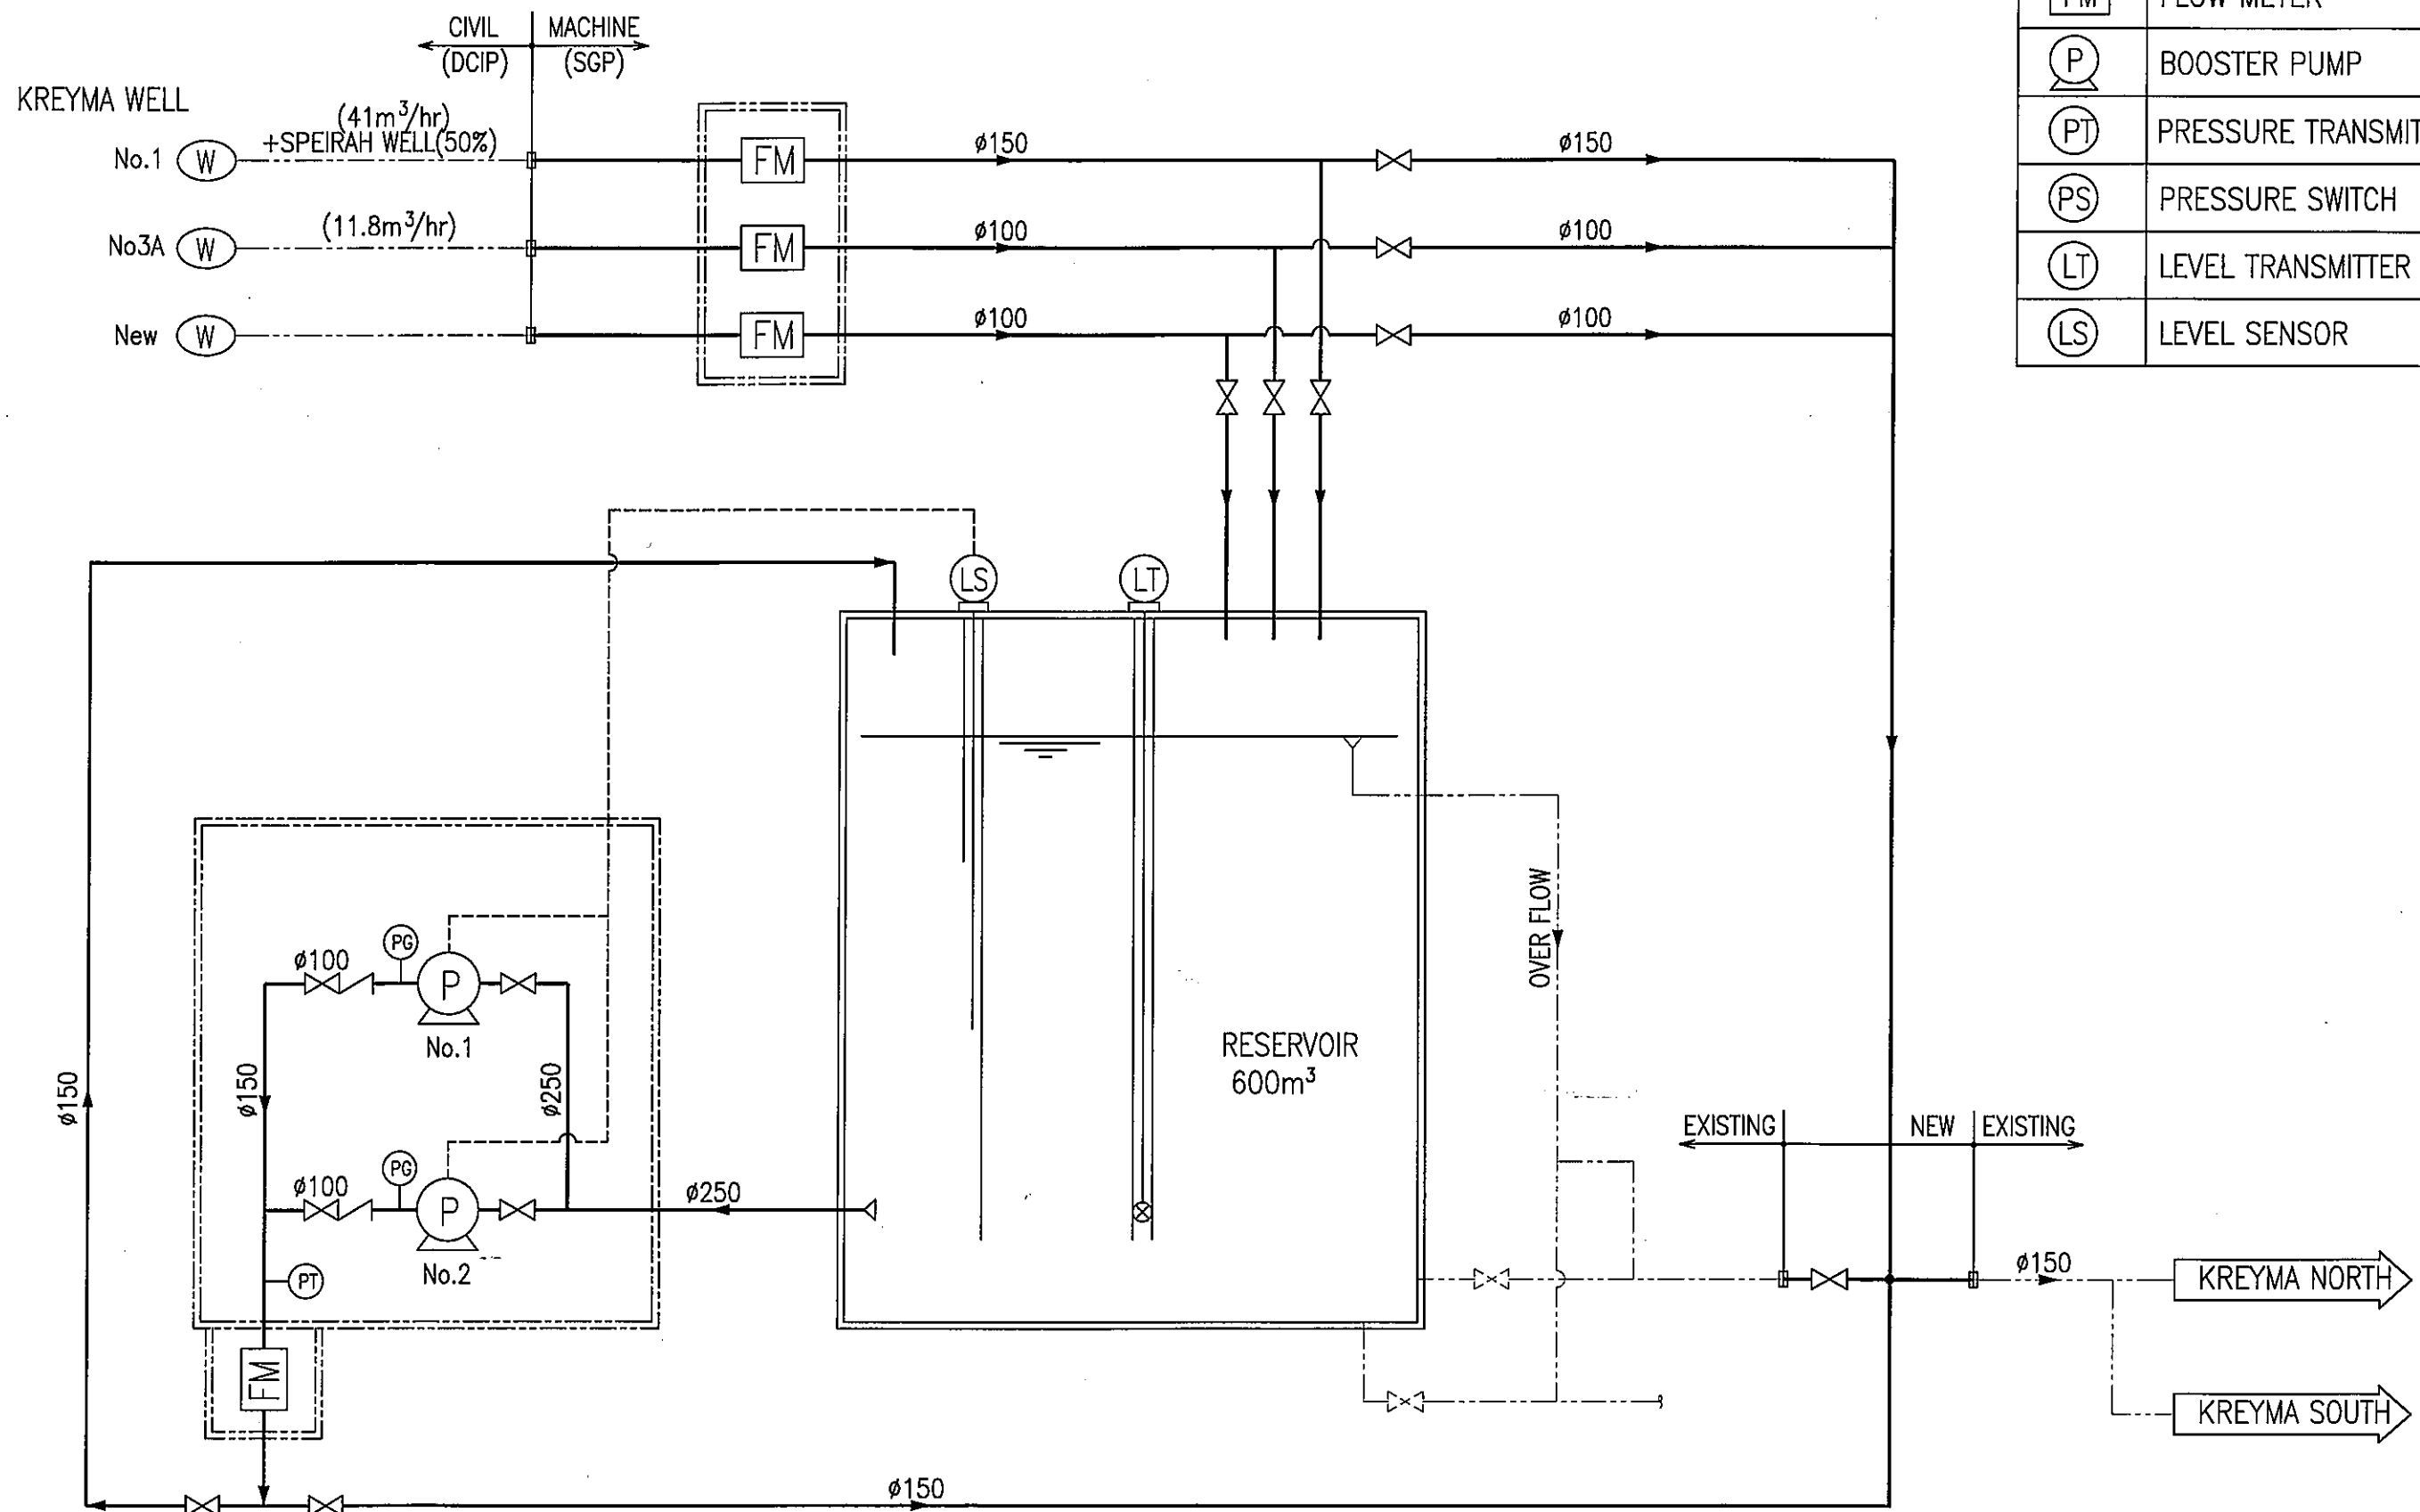 CIVIL
MACHINE
(DCIP)
(SGP)
KREYMA WELL
(41m³/hr)
+SPEIRAH WELL(50%)
No.1
W
FM
ø150
ø150
(11.8m³/hr)
No3A
W
FM
ø100
ø100
New
W
FM
ø100
ø100
FM
FLOW METER
P
BOOSTER PUMP
PT
PRESSURE TRANSMIT
PS
PRESSURE SWITCH
LT
LEVEL TRANSMITTER
LS
LEVEL SENSOR
LS
LT
OVER FLOW
PG
ø100
P
No.1
ø150
ø150
ø250
RESERVOIR
600m³
PG
ø100
P
No.2
ø250
PT
FM
EXISTING
NEW
EXISTING
ø150
KREYMA NORTH
KREYMA SOUTH
ø150